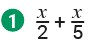 1 x/2 + x/5